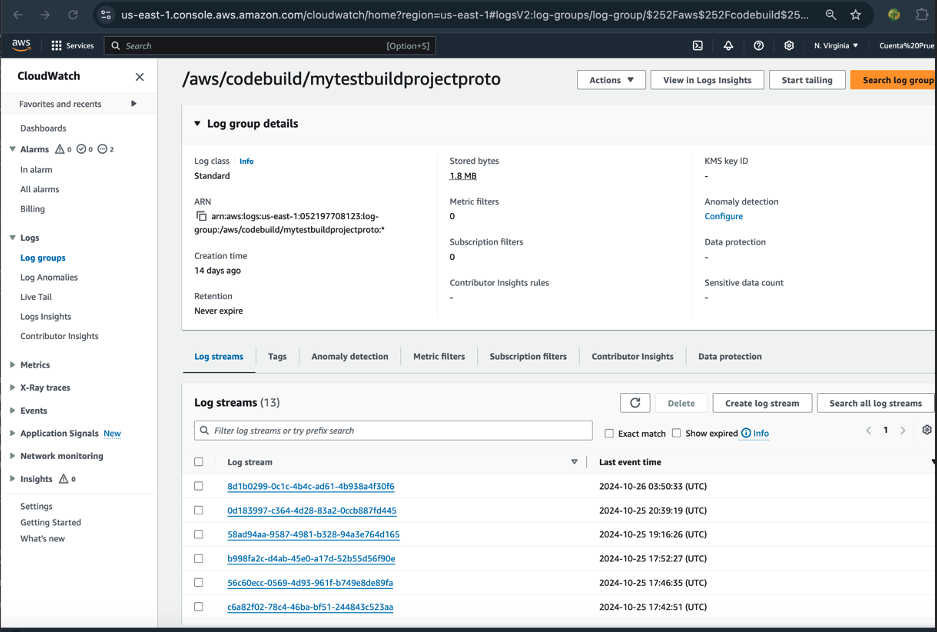 us-east-1.console.aws.amazon.com/cloudwatch/home?region=us-east-1#logsV2:log-groups/log-group/$252Faws$252Fcodebuild$25...
aws Services Search [Option+S] N. Virginia Cuenta%20Prue
CloudWatch
Favorites and recents
Dashboards
Alarms 0 0 2
In alarm
All alarms
Billing
Logs
Log groups
Log Anomalies
Live Tail
Logs Insights
Contributor Insights
Metrics
X-Ray traces
Events
Application Signals New
Network monitoring
Insights 0
Settings
Getting Started
What's new
/aws/codebuild/mytestbuildprojectproto
Actions View in Logs Insights Start tailing Search log group
Log group details
Log class Info
Standard
ARN
arn:aws:logs:us-east-1:052197708123:log-
group:/aws/codebuild/mytestbuildprojectproto:*
Creation time
14 days ago
Retention
Never expire
Stored bytes
1.8 MB
Metric filters
0
Subscription filters
0
Contributor Insights rules
-
KMS key ID
-
Anomaly detection
Configure
Data protection
-
Sensitive data count
-
Log streams Tags Anomaly detection Metric filters Subscription filters Contributor Insights Data protection
Log streams (13)
Delete Create log stream Search all log streams
Filter log streams or try prefix search
Exact match Show expired Info
1
Log stream Last event time
8d1b0299-0c1c-4b4c-ad61-4b938a4f30f6 2024-10-26 03:50:33 (UTC)
0d183997-c364-4d28-83a2-0ccb887fd445 2024-10-25 20:39:19 (UTC)
58ad94aa-9587-4981-b328-94a3e764d165 2024-10-25 19:16:26 (UTC)
b998fa2c-d4ab-45e0-a17d-52b55d56f90e 2024-10-25 17:52:27 (UTC)
56c60ecc-0569-4d93-961f-b749e8de89fa 2024-10-25 17:46:35 (UTC)
c6a82f02-78c4-46ba-bf51-244843c523aa 2024-10-25 17:42:51 (UTC)